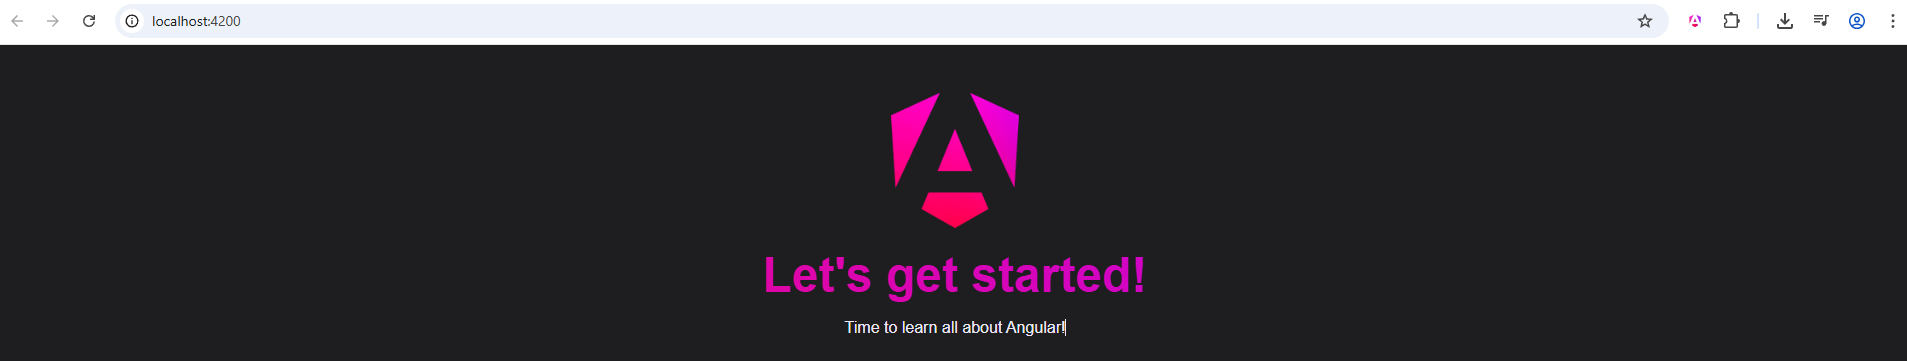 localhost:4200
Let's get started!
Time to learn all about Angular!